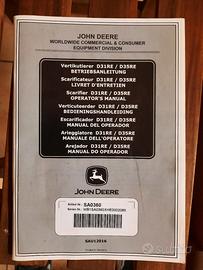 JOHN DEERE
WORLDWIDE COMMERCIAL & CONSUMER
EQUIPMENT DIVISION
Vertikutierer D31RE / D35RE
BETRIEBSANLEITUNG
Scarificateur D31RE / D35RE
LIVRET D'ENTRETIEN
Scarifier D31RE / D35RE
OPERATOR'S MANUAL
Verticuteerder D31RE / D35RE
BEDIENINGSHANDLEIDING
Escarificador D31RE / D35RE
MANUAL DEL OPERADOR
Arieggiatore D31RE / D35RE
MANUALE DELL'OPERATORE
Arejador D31RE / D35RE
MANUAL DO OPERADOR
JOHN DEERE
SA0360
SAU12016